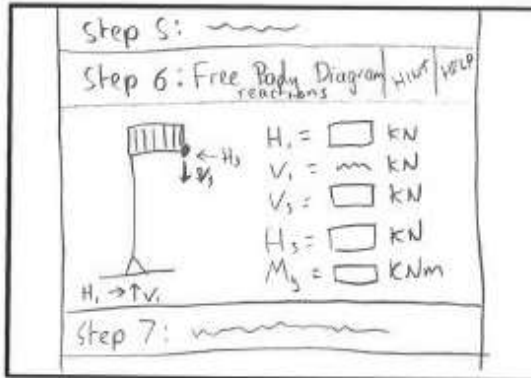 Step 5:
Step 6: Free Body Diagram HINT HELP
reactions
H₁ = KN
← H₃
V₁ = KN
V₃
V₃ = KN
H₃ = KN
M₃ = KNm
H₁ → ↑ V₁
Step 7: